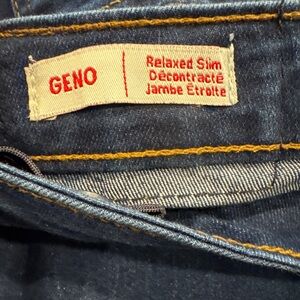 GENO
Relaxed Slim
Décontracté
Jambe Étroite